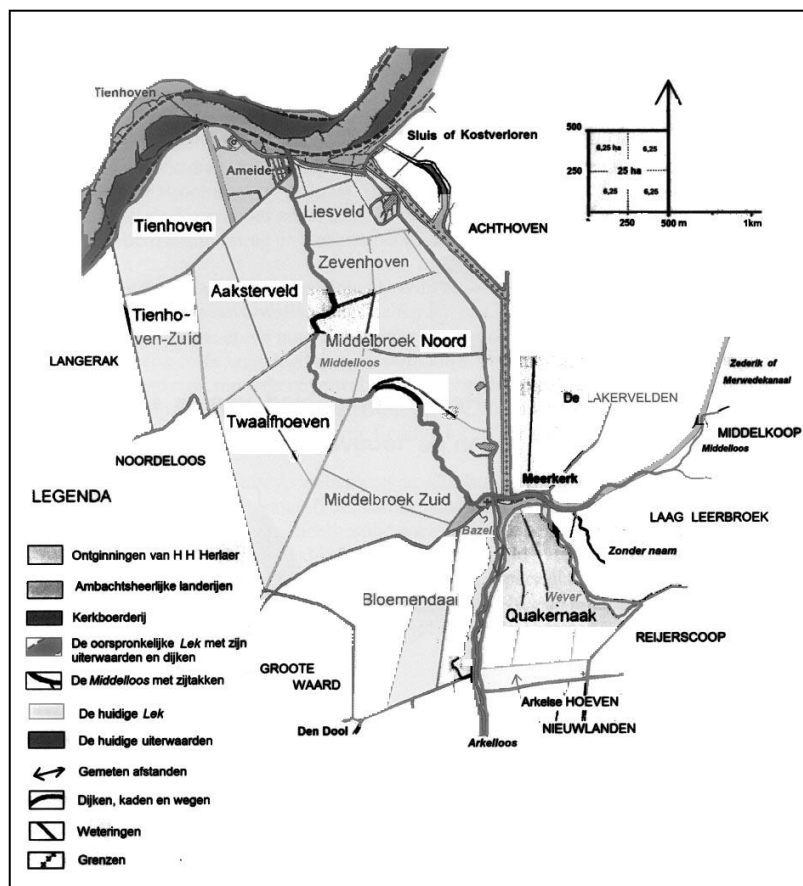 Tienhoven
Sluis of Kostverloren
Ameide
Liesveld
ACHTHOVEN
Tienhoven
Zevenhoven
Aaksterveld
Tienho-
ven-Zuid
Middelbroek Noord
LANGERAK
Middelloos
Twaalfhoeven
NOORDELOOS
Middelbroek Zuid
500
6,25 ha
6,25
250
25 ha
6,25
6,25
250
500 m
1km
Zederik of
Merwedekanaal
De LAKERVELDEN
MIDDELKOOP
Middelloos
Meerkerk
LAAG LEERBROEK
Bazel
Zonder naam
Bloemendaal
Wever
Quakernaak
REIJERSCOOP
GROOTE
WAARD
Arkelse HOEVEN
NIEUWLANDEN
Den Dool
Arkelloos
LEGENDA
Ontginningen van H H Herlaer
Ambachtsheerlijke landerijen
Kerkboerderij
De oorspronkelijke Lek met zijn
uiterwaarden en dijken
De Middelloos met zijtakken
De huidige Lek
De huidige uiterwaarden
Gemeten afstanden
Dijken, kaden en wegen
Weteringen
Grenzen